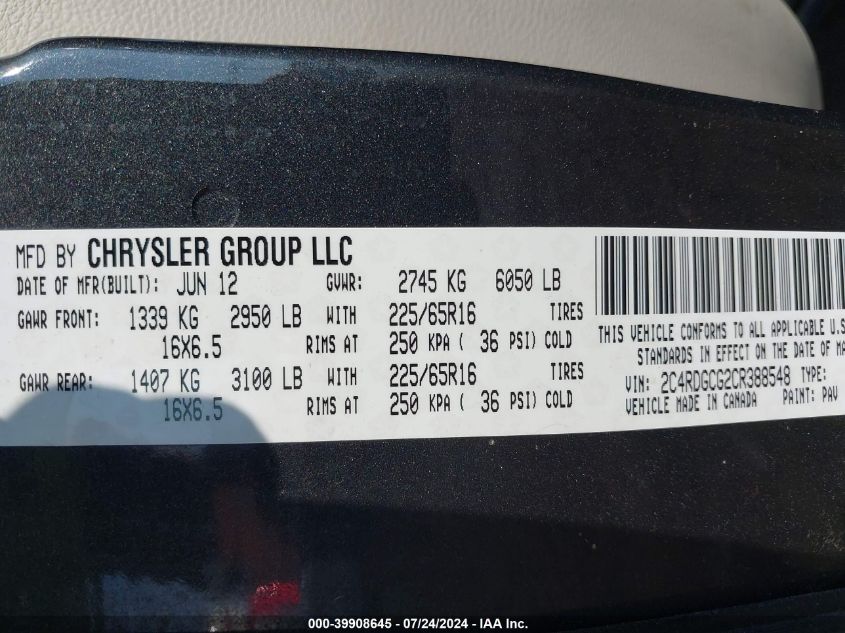 MFD BY CHRYSLER GROUP LLC
DATE OF MFR(BUILT): JUN 12 GVWR: 2745 KG 6050 LB
GAWR FRONT: 1339 KG 2950 LB WITH 225/65R16 TIRES
16X6.5 RIMS AT 250 KPA ( 36 PSI) COLD
GAWR REAR: 1407 KG 3100 LB WITH 225/65R16 TIRES
16X6.5 RIMS AT 250 KPA ( 36 PSI) COLD
THIS VEHICLE CONFORMS TO ALL APPLICABLE U.S
STANDARDS IN EFFECT ON THE DATE OF MA
VIN: 2C4RDGCG2CR388548 TYPE:
VEHICLE MADE IN CANADA PAINT: PAV
000-39908645 / 07/24/2024 - IAA Inc.